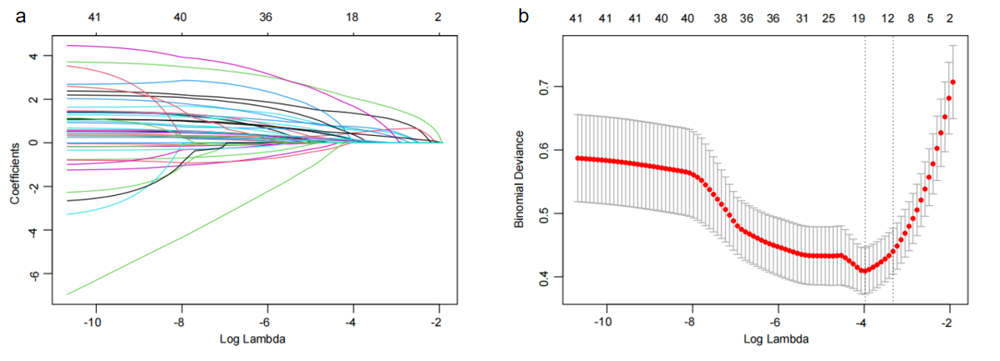 a
41 40 36 18 2
Coefficients
4
2
0
-2
-4
-6
-10 -8 -6 -4 -2
Log Lambda
b
41 41 41 40 40 38 36 36 31 25 19 12 8 5 2
Binomial Deviance
0.7
0.6
0.5
0.4
-10 -8 -6 -4 -2
Log Lambda